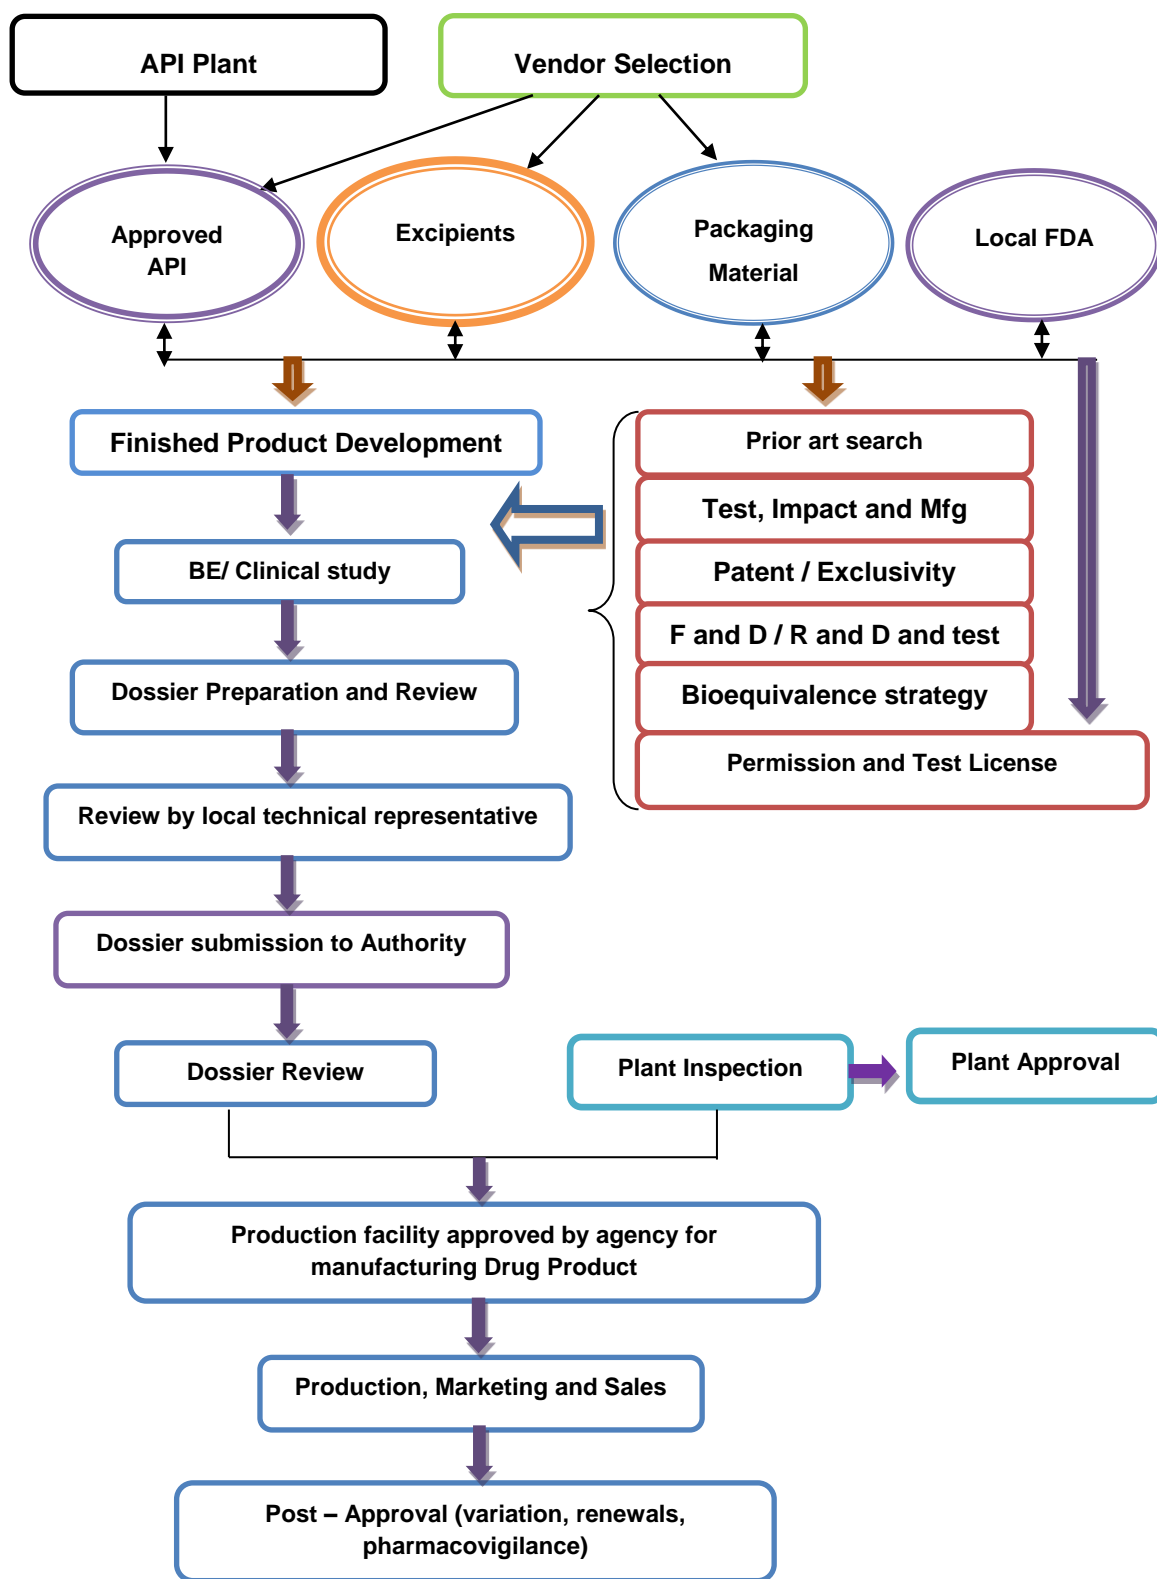 API Plant
Vendor Selection
Approved
API
Excipients
Packaging
Material
Local FDA
Finished Product Development
Prior art search
Test, Impact and Mfg
Patent / Exclusivity
F and D / R and D and test
Bioequivalence strategy
Permission and Test License
BE/ Clinical study
Dossier Preparation and Review
Review by local technical representative
Dossier submission to Authority
Dossier Review
Plant Inspection
Plant Approval
Production facility approved by agency for
manufacturing Drug Product
Production, Marketing and Sales
Post – Approval (variation, renewals,
pharmacovigilance)